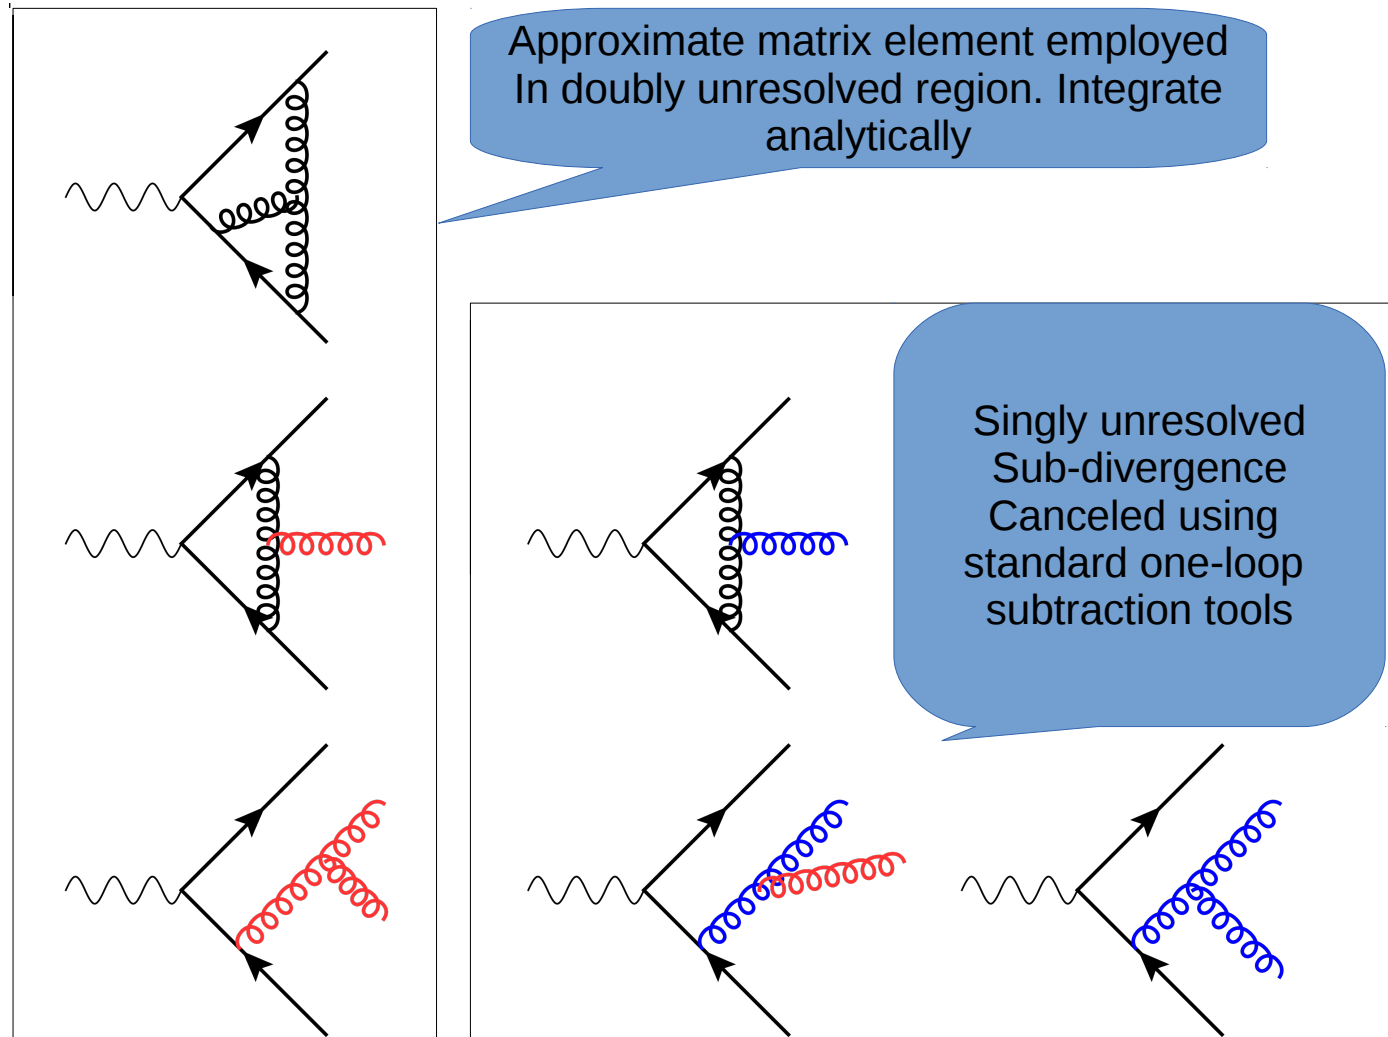 Approximate matrix element employed
In doubly unresolved region. Integrate
analytically
Singly unresolved
Sub-divergence
Canceled using
standard one-loop
subtraction tools